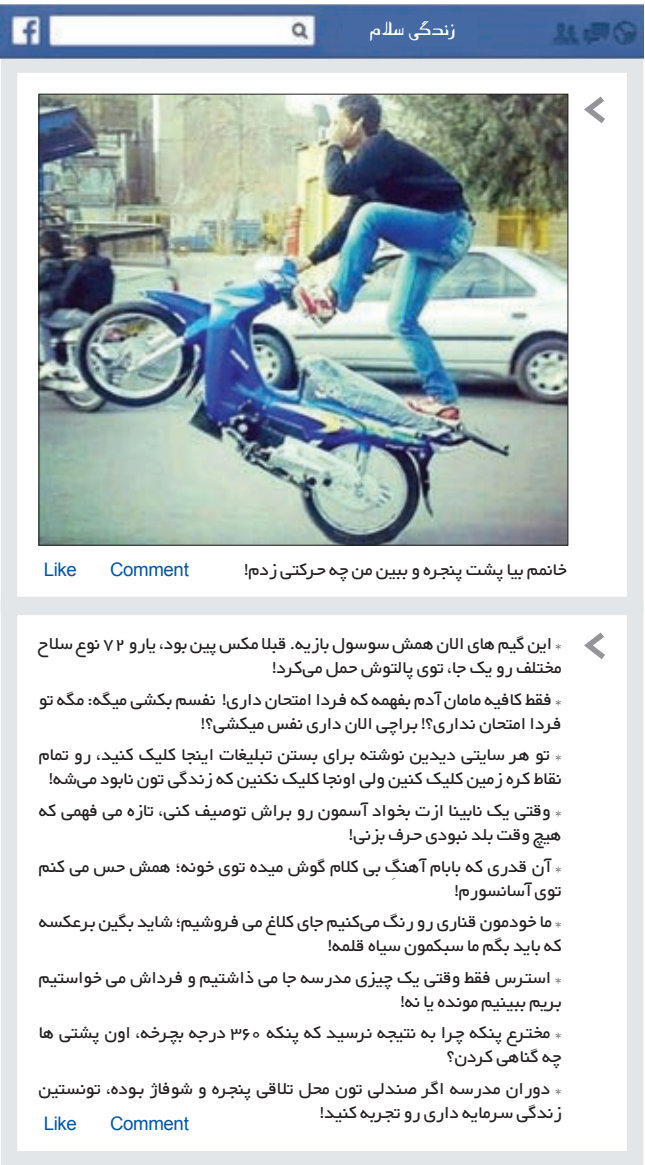 f
زندگی سلام
خانمم بیا پشت پنجره و ببین من چه حرکتی زدم!
Like Comment
* این گیم های الان همش سوسول بازیه. قبلا مکس پین بود، یارو ۷۲ نوع سلاح
مختلف رو یک جا، توی پالتوش حمل می‌کرد!
* فقط کافیه مامان آدم بفهمه که فردا امتحان داری! نفسم بکشی میگه: مگه تو
فردا امتحان نداری؟! براچی الان داری نفس میکشی؟!
* تو هر سایتی دیدین نوشته برای بستن تبلیغات اینجا کلیک کنید، رو تمام
نقاط کره زمین کلیک کنین ولی اونجا کلیک نکنین که زندگی تون نابود می‌شه!
* وقتی یک نابینا ازت بخواد آسمون رو براش توصیف کنی، تازه می فهمی که
هیچ وقت بلد نبودی حرف بزنی!
* آن قدری که بابام آهنگِ بی کلام گوش میده توی خونه؛ همش حس می کنم
توی آسانسورم!
* ما خودمون قناری رو رنگ می‌کنیم جای کلاغ می فروشیم؛ شاید بگین برعکسه
که باید بگم ما سبکمون سیاه قلمه!
* استرس فقط وقتی یک چیزی مدرسه جا می ذاشتیم و فرداش می خواستیم
بریم ببینیم مونده یا نه!
* مخترع پنکه چرا به نتیجه نرسید که پنکه ۳۶۰ درجه بچرخه، اون پشتی ها
چه گناهی کردن؟
* دوران مدرسه اگر صندلی تون محل تلاقی پنجره و شوفاژ بوده، تونستین
زندگی سرمایه داری رو تجربه کنید!
Like Comment